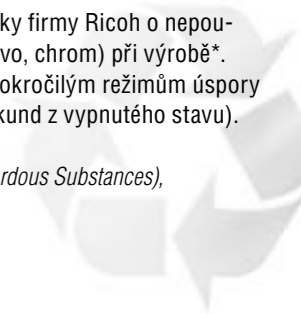 ky firmy Ricoh o nepou-
vo, chrom) při výrobě*.
okročilým režimům úspory
kund z vypnutého stavu).
rdous Substances),